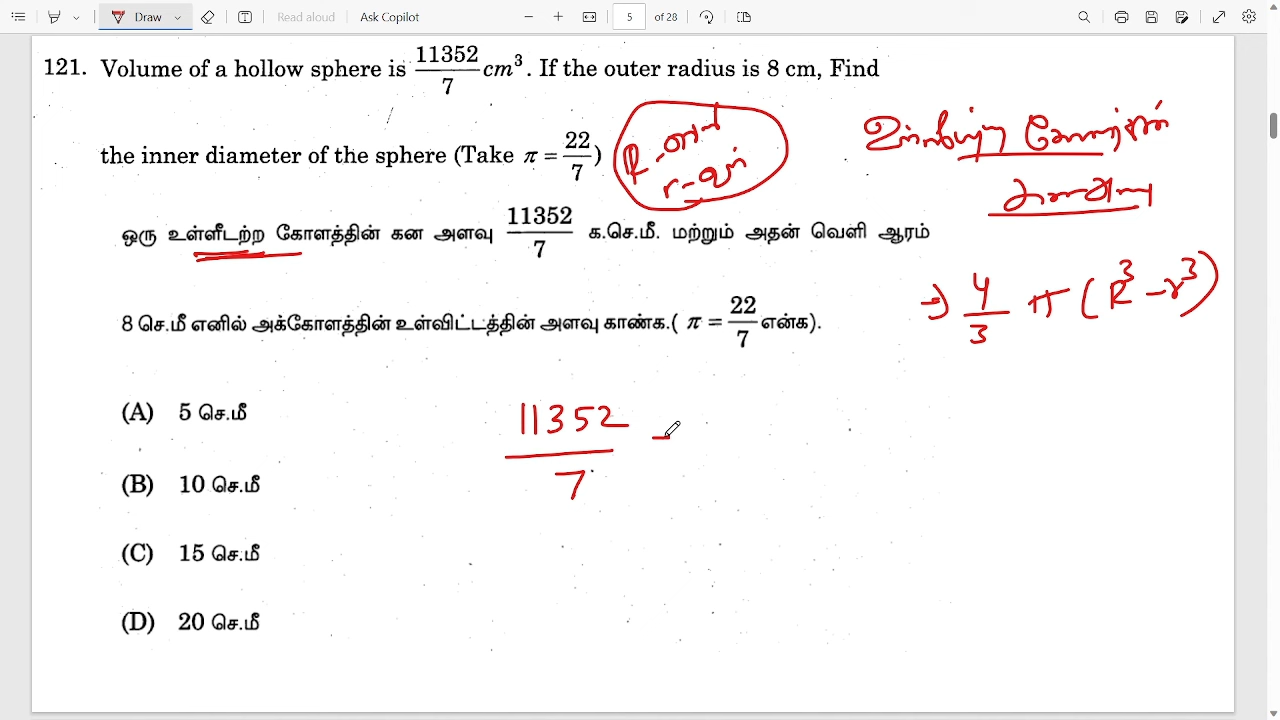 Draw
Read aloud
Ask Copilot
5 of 28
121. Volume of a hollow sphere is 11352/7 cm³. If the outer radius is 8 cm, Find
the inner diameter of the sphere (Take π = 22/7)
R -
r -
ஒரு உள்ளீடற்ற கோளத்தின் கன அளவு 11352/7 க.செ.மீ. மற்றும் அதன் வெளி ஆரம்
8 செ.மீ எனில் அக்கோளத்தின் உள்விட்டத்தின் அளவு காண்க.( π = 22/7 என்க).
⇒ 4/3 π (R³ - r³)
(A) 5 செ.மீ
(B) 10 செ.மீ
(C) 15 செ.மீ
(D) 20 செ.மீ
11352/7 -